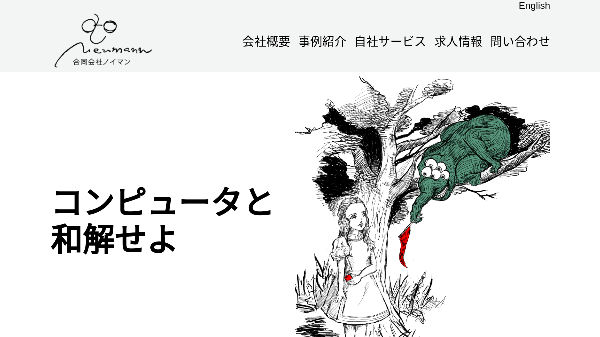 English
Neumann
合同会社ノイマン
会社概要 事例紹介 自社サービス 求人情報 問い合わせ
コンピュータと
和解せよ